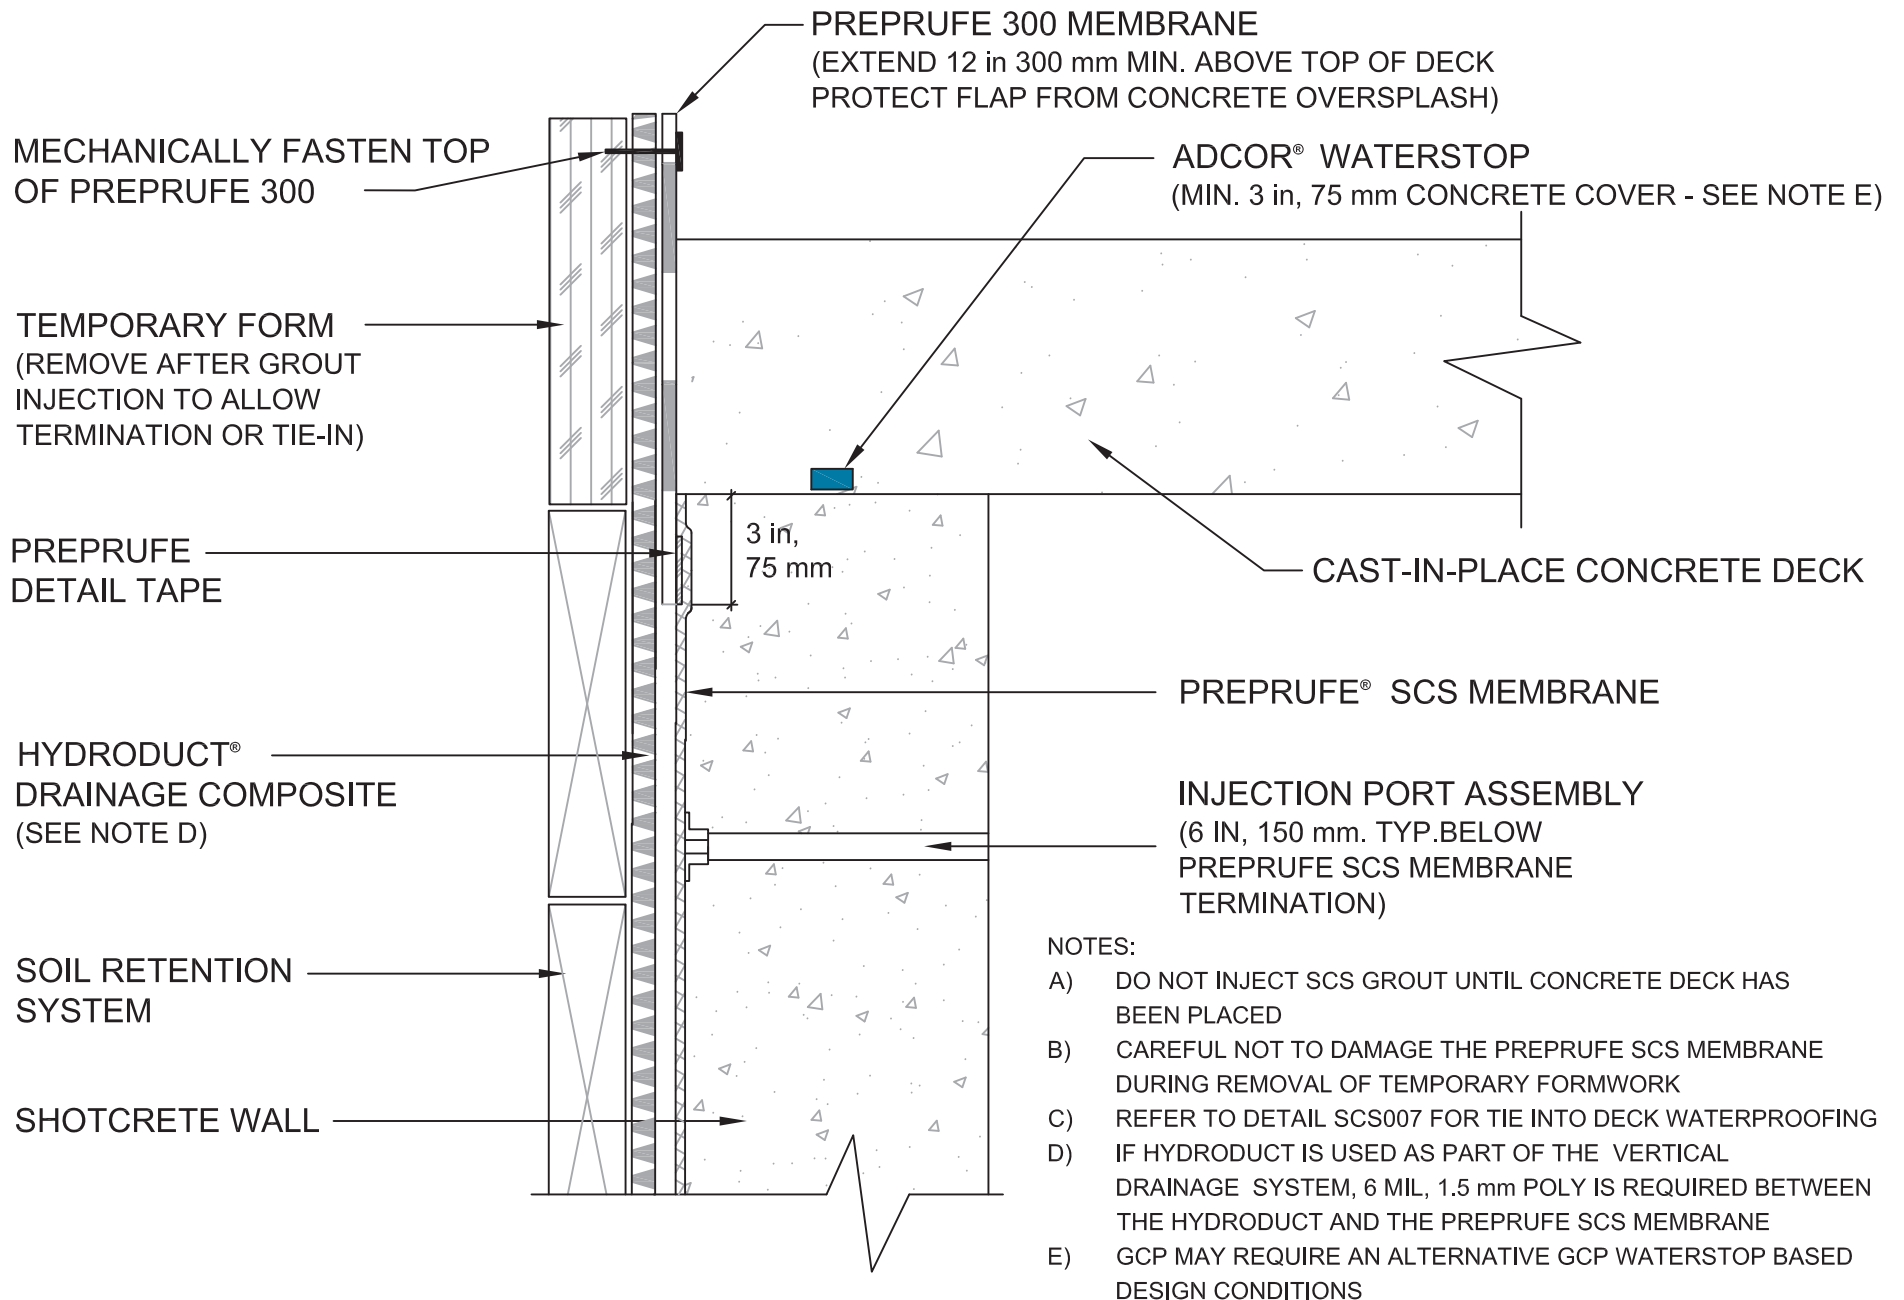 PREPRUFE 300 MEMBRANE
(EXTEND 12 in 300 mm MIN. ABOVE TOP OF DECK
PROTECT FLAP FROM CONCRETE OVERSPLASH)
MECHANICALLY FASTEN TOP
OF PREPRUFE 300
ADCOR® WATERSTOP
(MIN. 3 in, 75 mm CONCRETE COVER - SEE NOTE E)
TEMPORARY FORM
(REMOVE AFTER GROUT
INJECTION TO ALLOW
TERMINATION OR TIE-IN)
PREPRUFE
DETAIL TAPE
3 in,
75 mm
CAST-IN-PLACE CONCRETE DECK
PREPRUFE® SCS MEMBRANE
HYDRODUCT®
DRAINAGE COMPOSITE
(SEE NOTE D)
INJECTION PORT ASSEMBLY
(6 IN, 150 mm. TYP.BELOW
PREPRUFE SCS MEMBRANE
TERMINATION)
SOIL RETENTION
SYSTEM
SHOTCRETE WALL
NOTES:
A) DO NOT INJECT SCS GROUT UNTIL CONCRETE DECK HAS
BEEN PLACED
B) CAREFUL NOT TO DAMAGE THE PREPRUFE SCS MEMBRANE
DURING REMOVAL OF TEMPORARY FORMWORK
C) REFER TO DETAIL SCS007 FOR TIE INTO DECK WATERPROOFING
D) IF HYDRODUCT IS USED AS PART OF THE VERTICAL
DRAINAGE SYSTEM, 6 MIL, 1.5 mm POLY IS REQUIRED BETWEEN
THE HYDRODUCT AND THE PREPRUFE SCS MEMBRANE
E) GCP MAY REQUIRE AN ALTERNATIVE GCP WATERSTOP BASED
DESIGN CONDITIONS